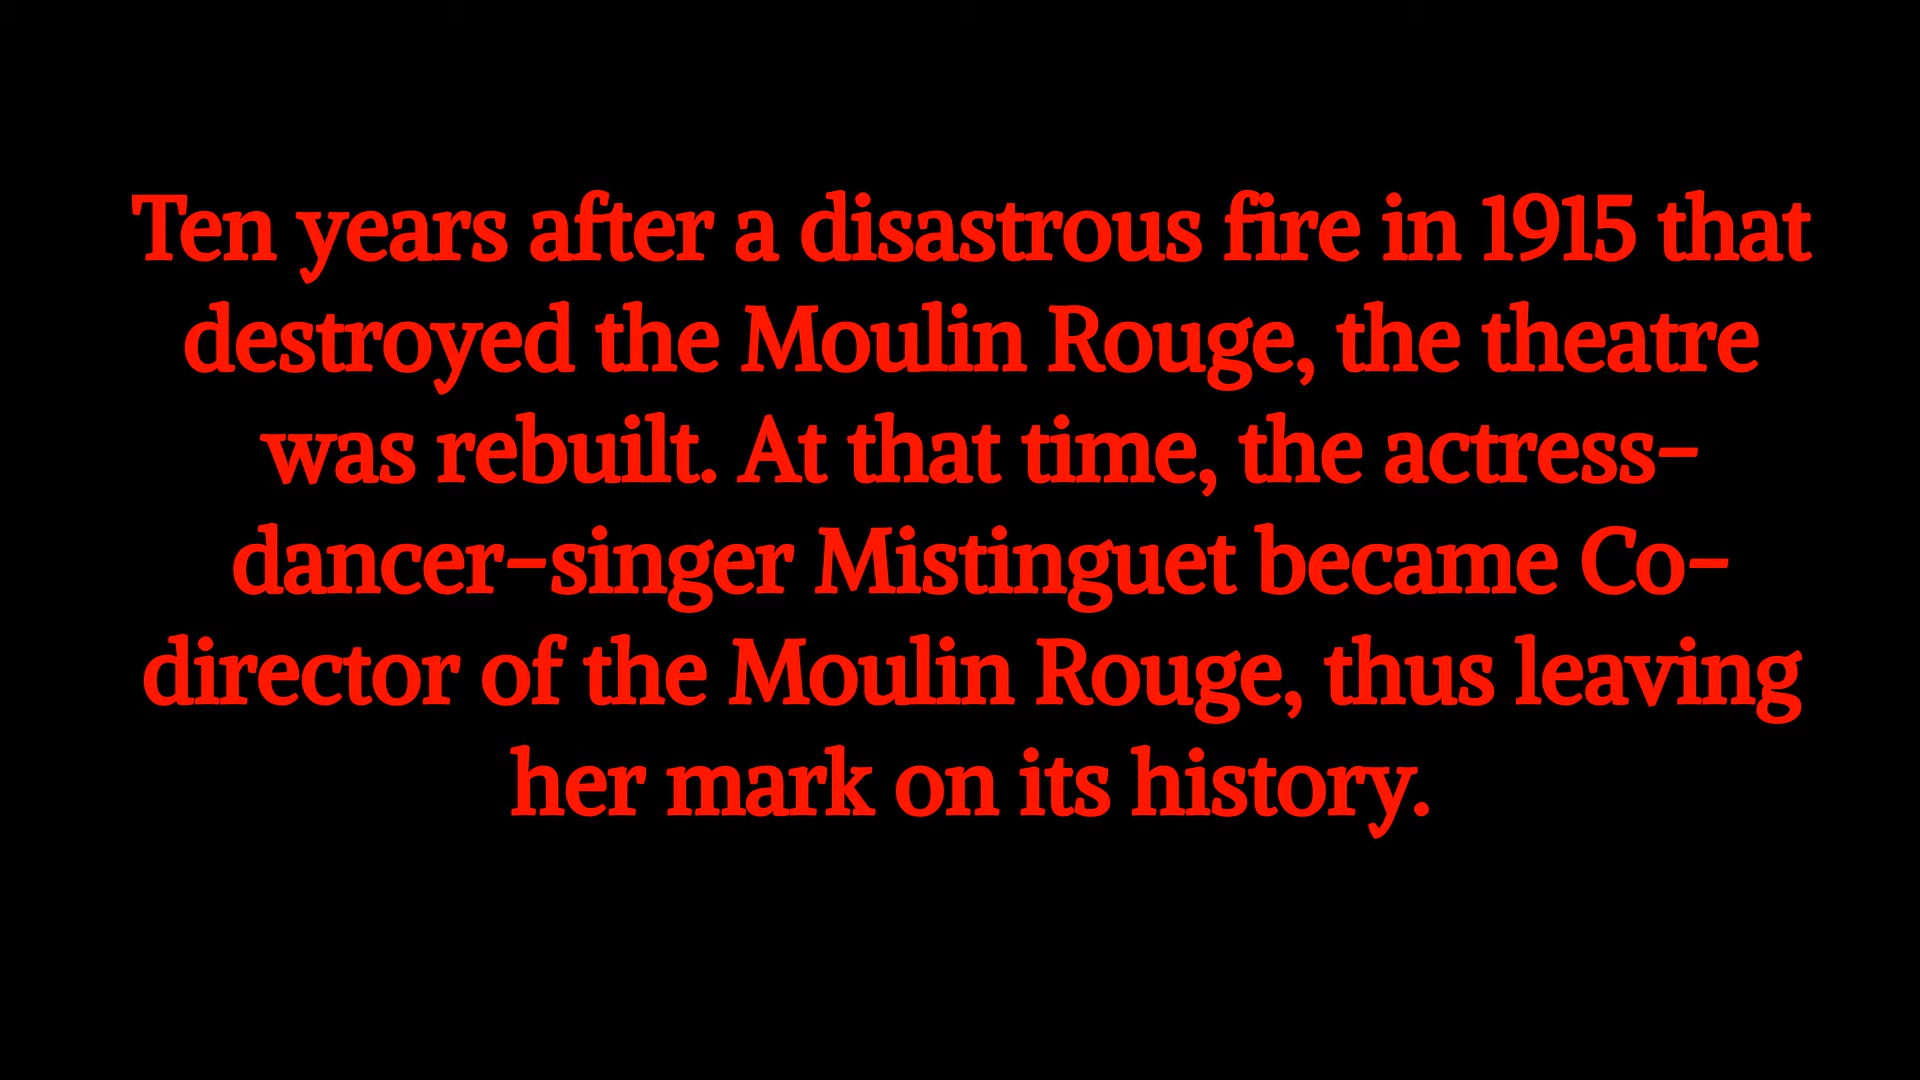 Ten years after a disastrous fire in 1915 that
destroyed the Moulin Rouge, the theatre
was rebuilt. At that time, the actress-
dancer-singer Mistinguet became Co-
director of the Moulin Rouge, thus leaving
her mark on its history.